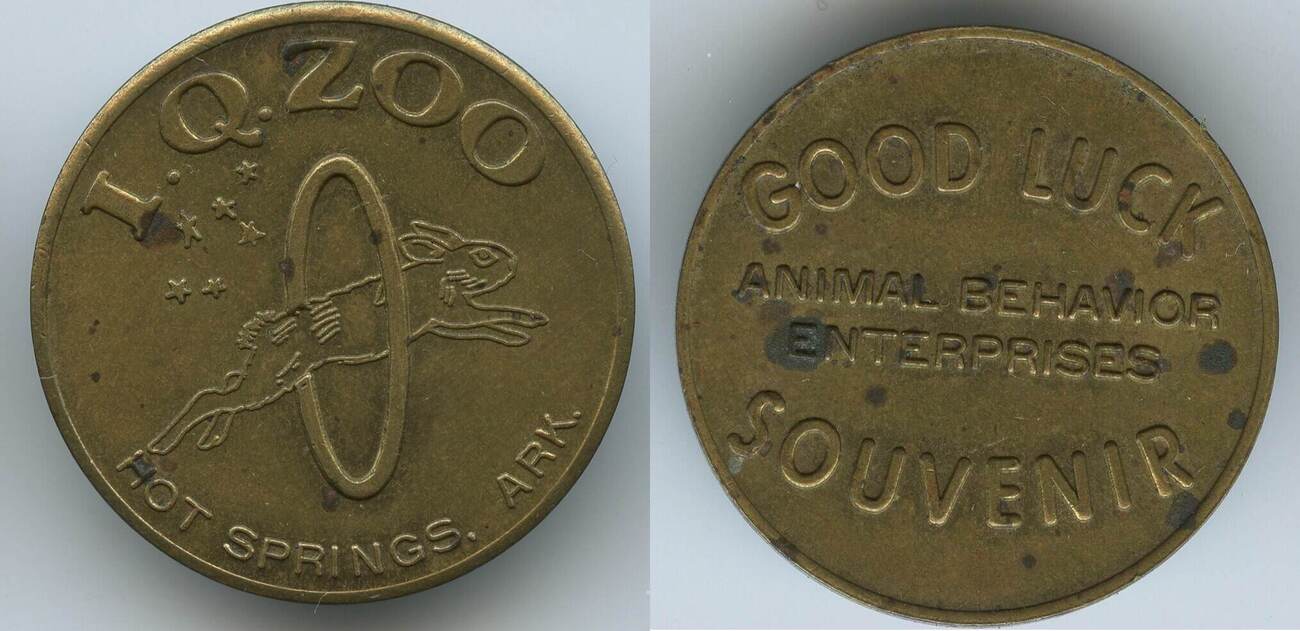 I. Q. ZOO
HOT SPRINGS, ARK.
GOOD LUCK
ANIMAL BEHAVIOR
ENTERPRISES
SOUVENIR